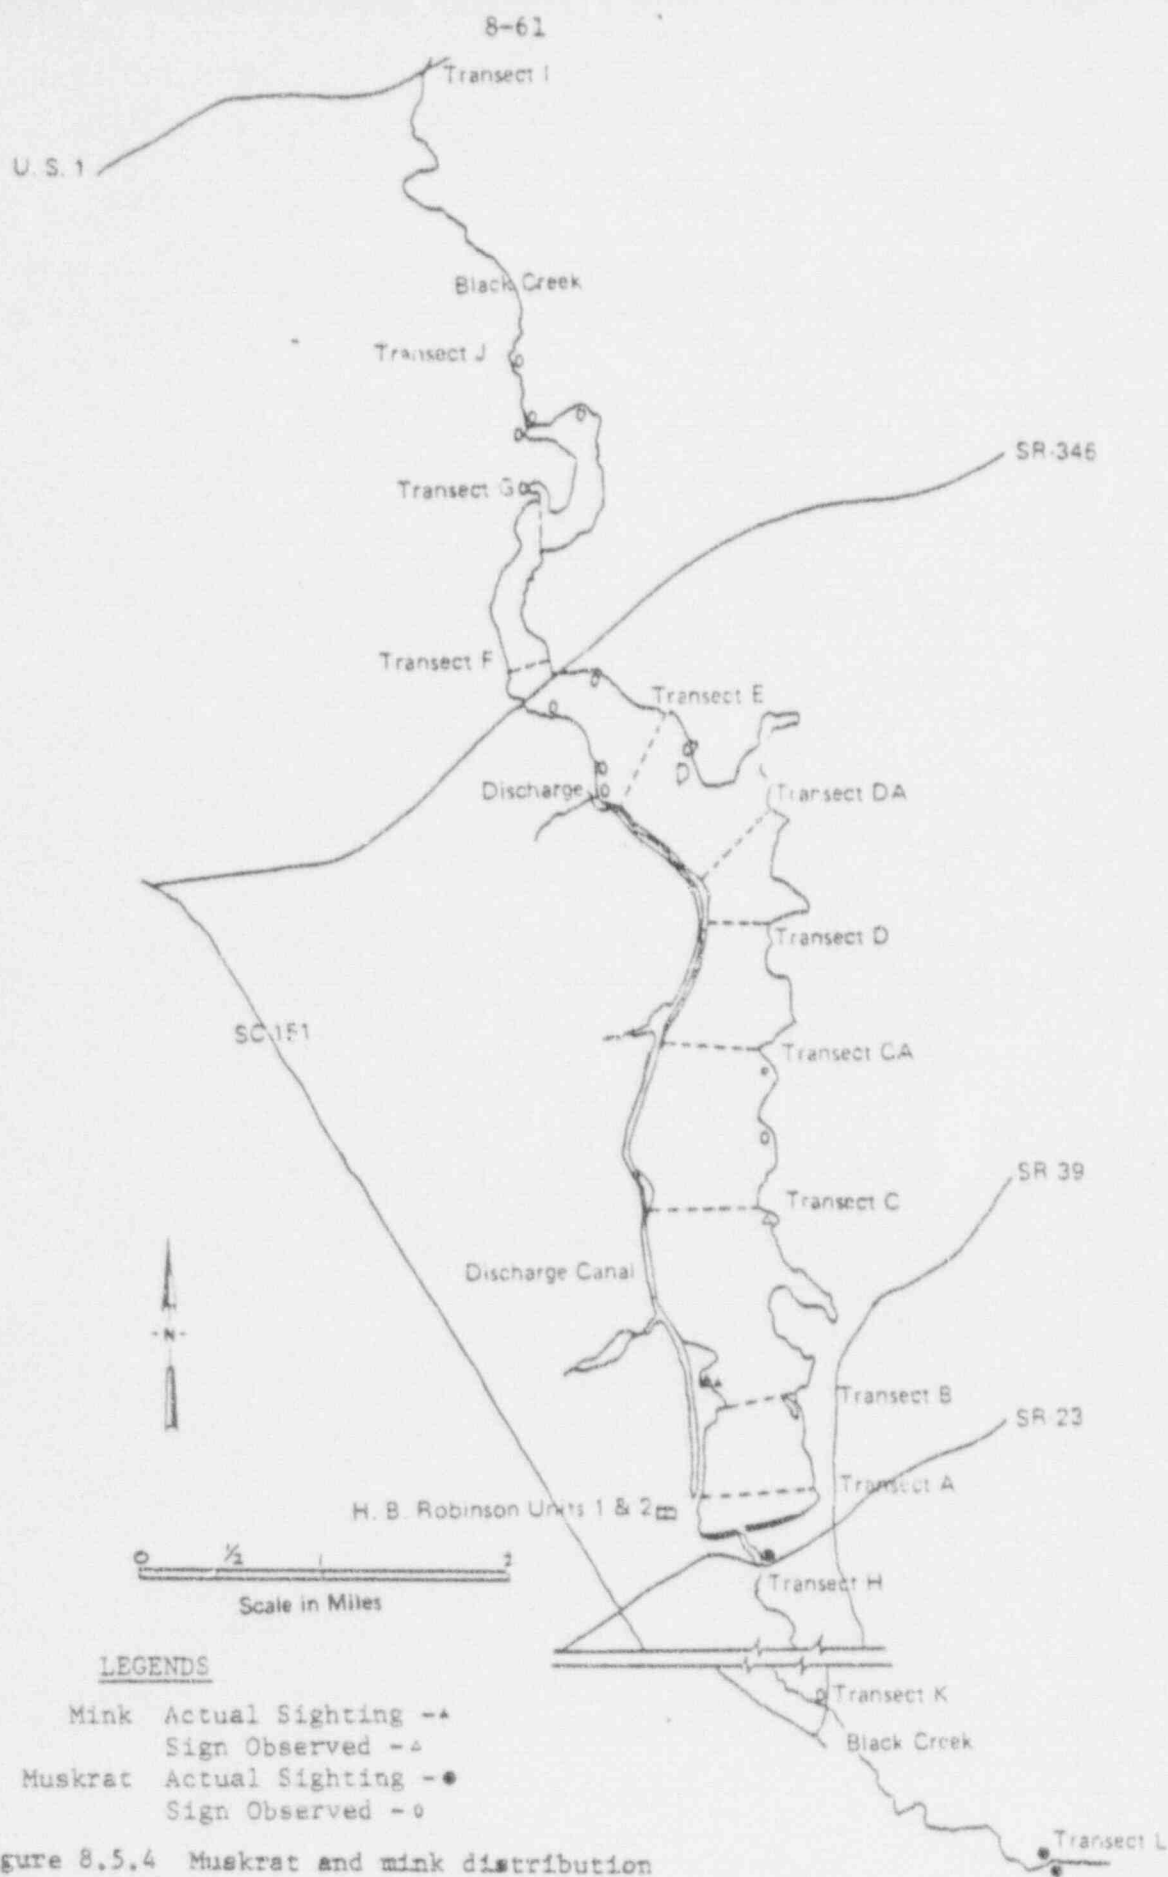 8-61
Transect I
U. S. 1
Black Creek
Transect J
SR-346
Transect G
Transect F
Transect E
Discharge
D
Transect DA
Transect D
SC 151
Transect CA
SR 39
Transect C
Discharge Canal
-N-
Transect B
SR 23
Transect A
H. B. Robinson Units 1 & 2
0 1/2 1 2
Scale in Miles
Transect H
LEGENDS
Transect K
Mink Actual Sighting -▲
Black Creek
Sign Observed -△
Muskrat Actual Sighting -●
Sign Observed -o
Transect L
gure 8.5.4 Muskrat and mink distribution